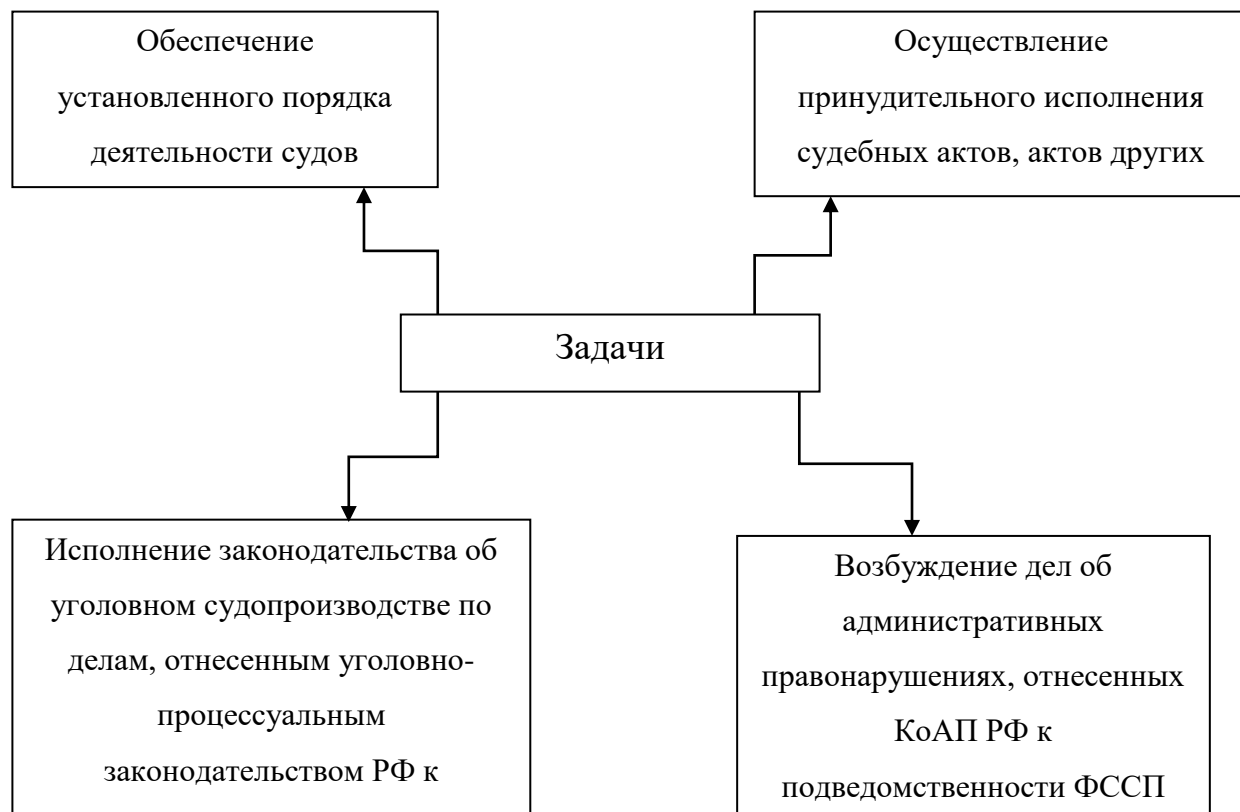 Обеспечение
установленного порядка
деятельности судов
Осуществление
принудительного исполнения
судебных актов, актов других
Задачи
Исполнение законодательства об
уголовном судопроизводстве по
делам, отнесенным уголовно-
процессуальным
законодательством РФ к
Возбуждение дел об
административных
правонарушениях, отнесенных
КоАП РФ к
подведомственности ФССП